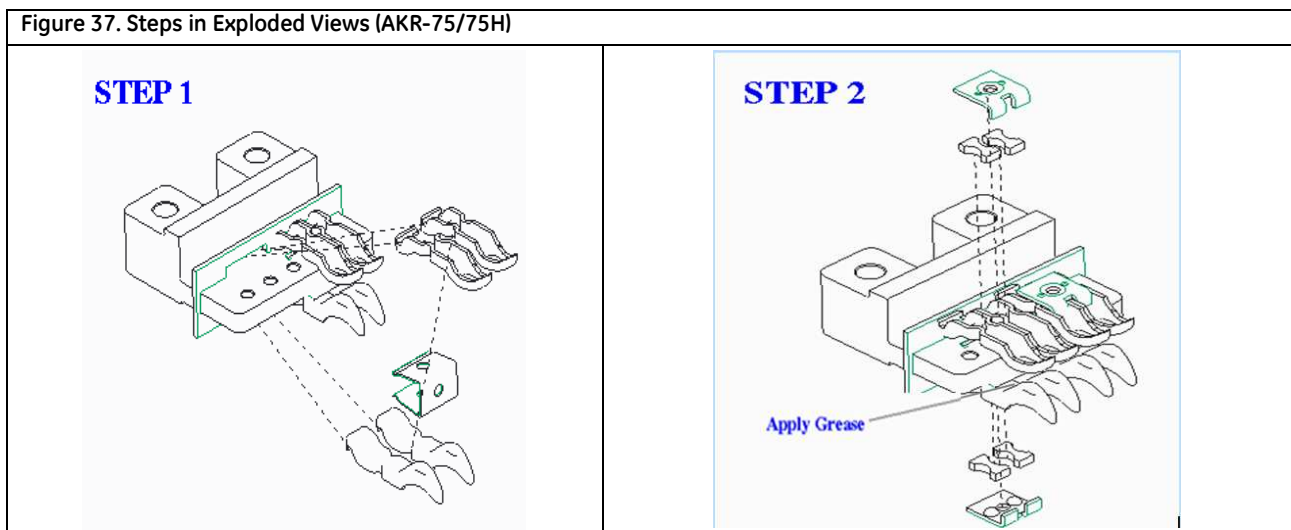 Figure 37. Steps in Exploded Views (AKR-75/75H)
STEP 1
STEP 2
Apply Grease